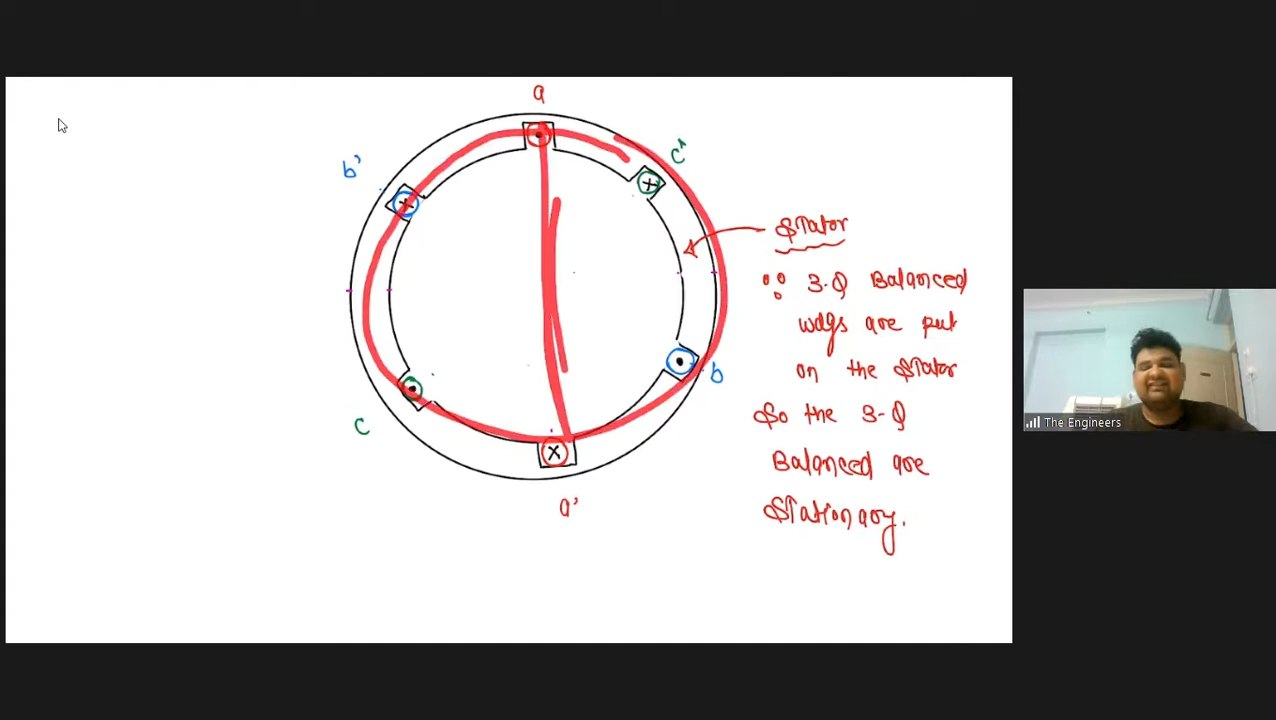 a
c'
b'
Stator
∵ 3-φ Balanced
wdgs are put
on the Stator
So the 3-φ
Balanced are
Stationary.
b
c
a'
The Engineers